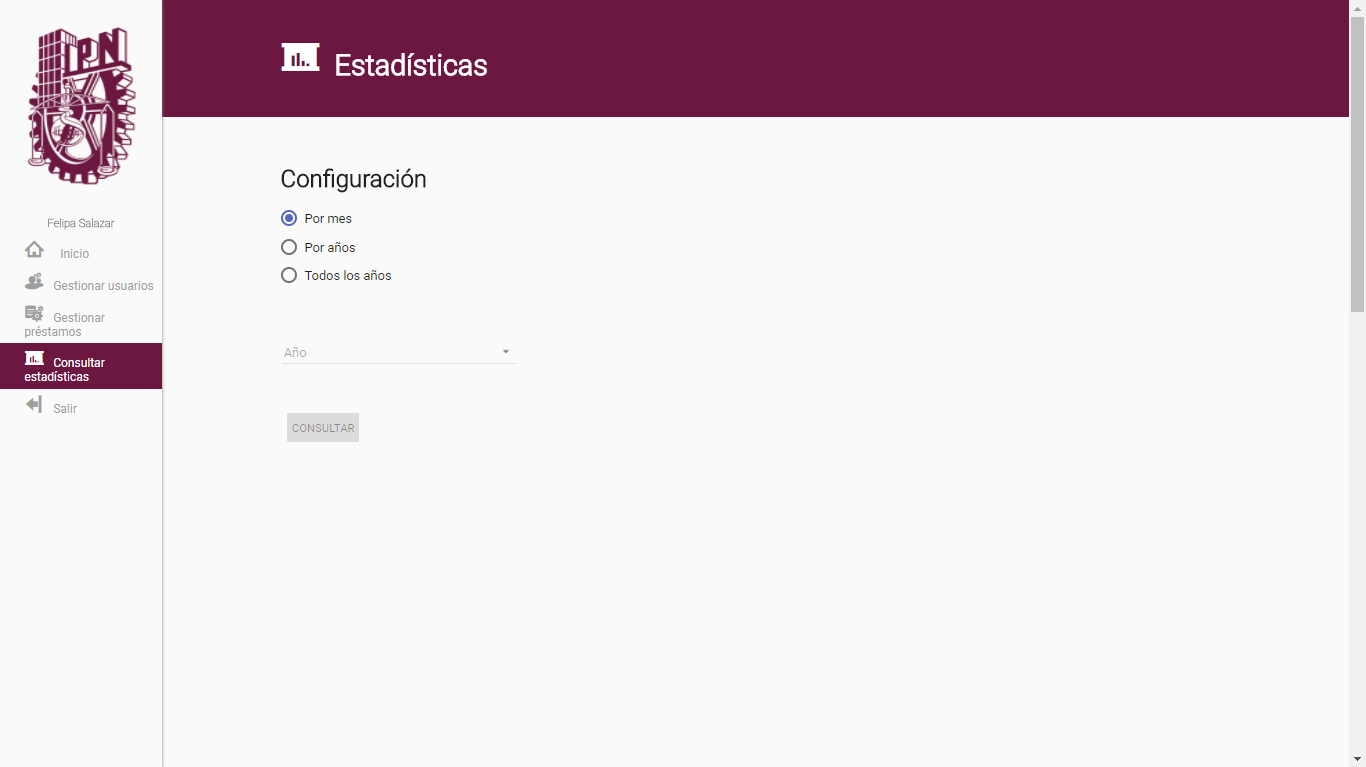 IPN
Estadísticas
Configuración
Por mes
Por años
Todos los años
Año
CONSULTAR
Felipa Salazar
Inicio
Gestionar usuarios
Gestionar
préstamos
Consultar
estadísticas
Salir